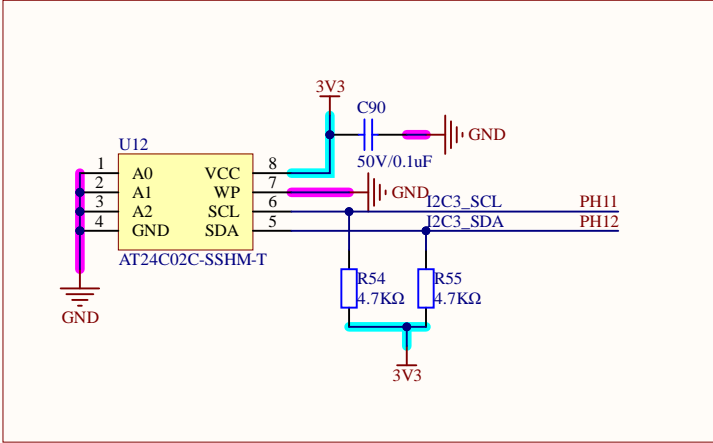 3V3
C90
GND
50V/0.1uF
U12
1 A0 VCC 8
2 A1 WP 7 GND
3 A2 SCL 6 I2C3_SCL PH11
4 GND SDA 5 I2C3_SDA PH12
AT24C02C-SSHM-T
GND
R54 R55
4.7KΩ 4.7KΩ
3V3